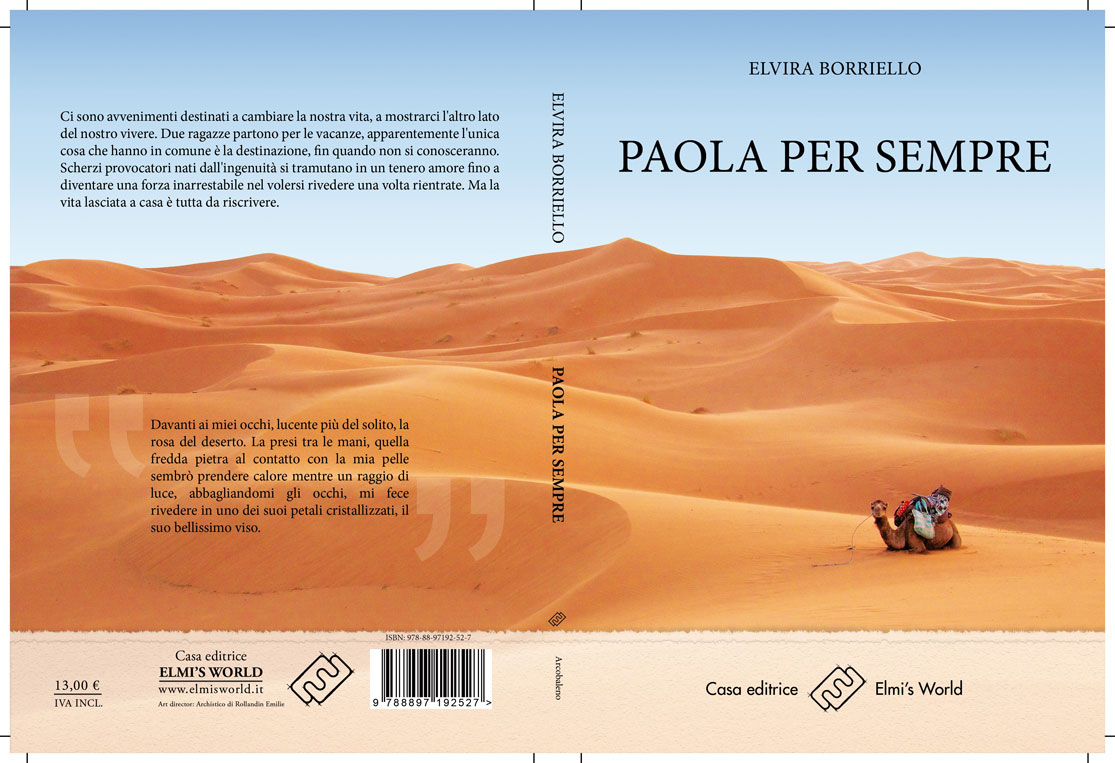 Ci sono avvenimenti destinati a cambiare la nostra vita, a mostrarci l'altro lato
del nostro vivere. Due ragazze partono per le vacanze, apparentemente l'unica
cosa che hanno in comune è la destinazione, fin quando non si conosceranno.
Scherzi provocatori nati dall'ingenuità si tramutano in un tenero amore fino a
diventare una forza inarrestabile nel volersi rivedere una volta rientrate. Ma la
vita lasciata a casa è tutta da riscrivere.
Davanti ai miei occhi, lucente più del solito, la
rosa del deserto. La presi tra le mani, quella
fredda pietra al contatto con la mia pelle
sembrò prendere calore mentre un raggio di
luce, abbagliandomi gli occhi, mi fece
rivedere in uno dei suoi petali cristallizzati, il
suo bellissimo viso.
13,00 €
IVA INCL.
Casa editrice
ELMI'S WORLD
www.elmisworld.it
Art director: Archistico di Rollandin Emilie
ISBN: 978-88-97192-52-7
9 788897 192527 >
ELVIRA BORRIELLO
PAOLA PER SEMPRE
Arcobaleno
ELVIRA BORRIELLO
PAOLA PER SEMPRE
Casa editrice
Elmi's World